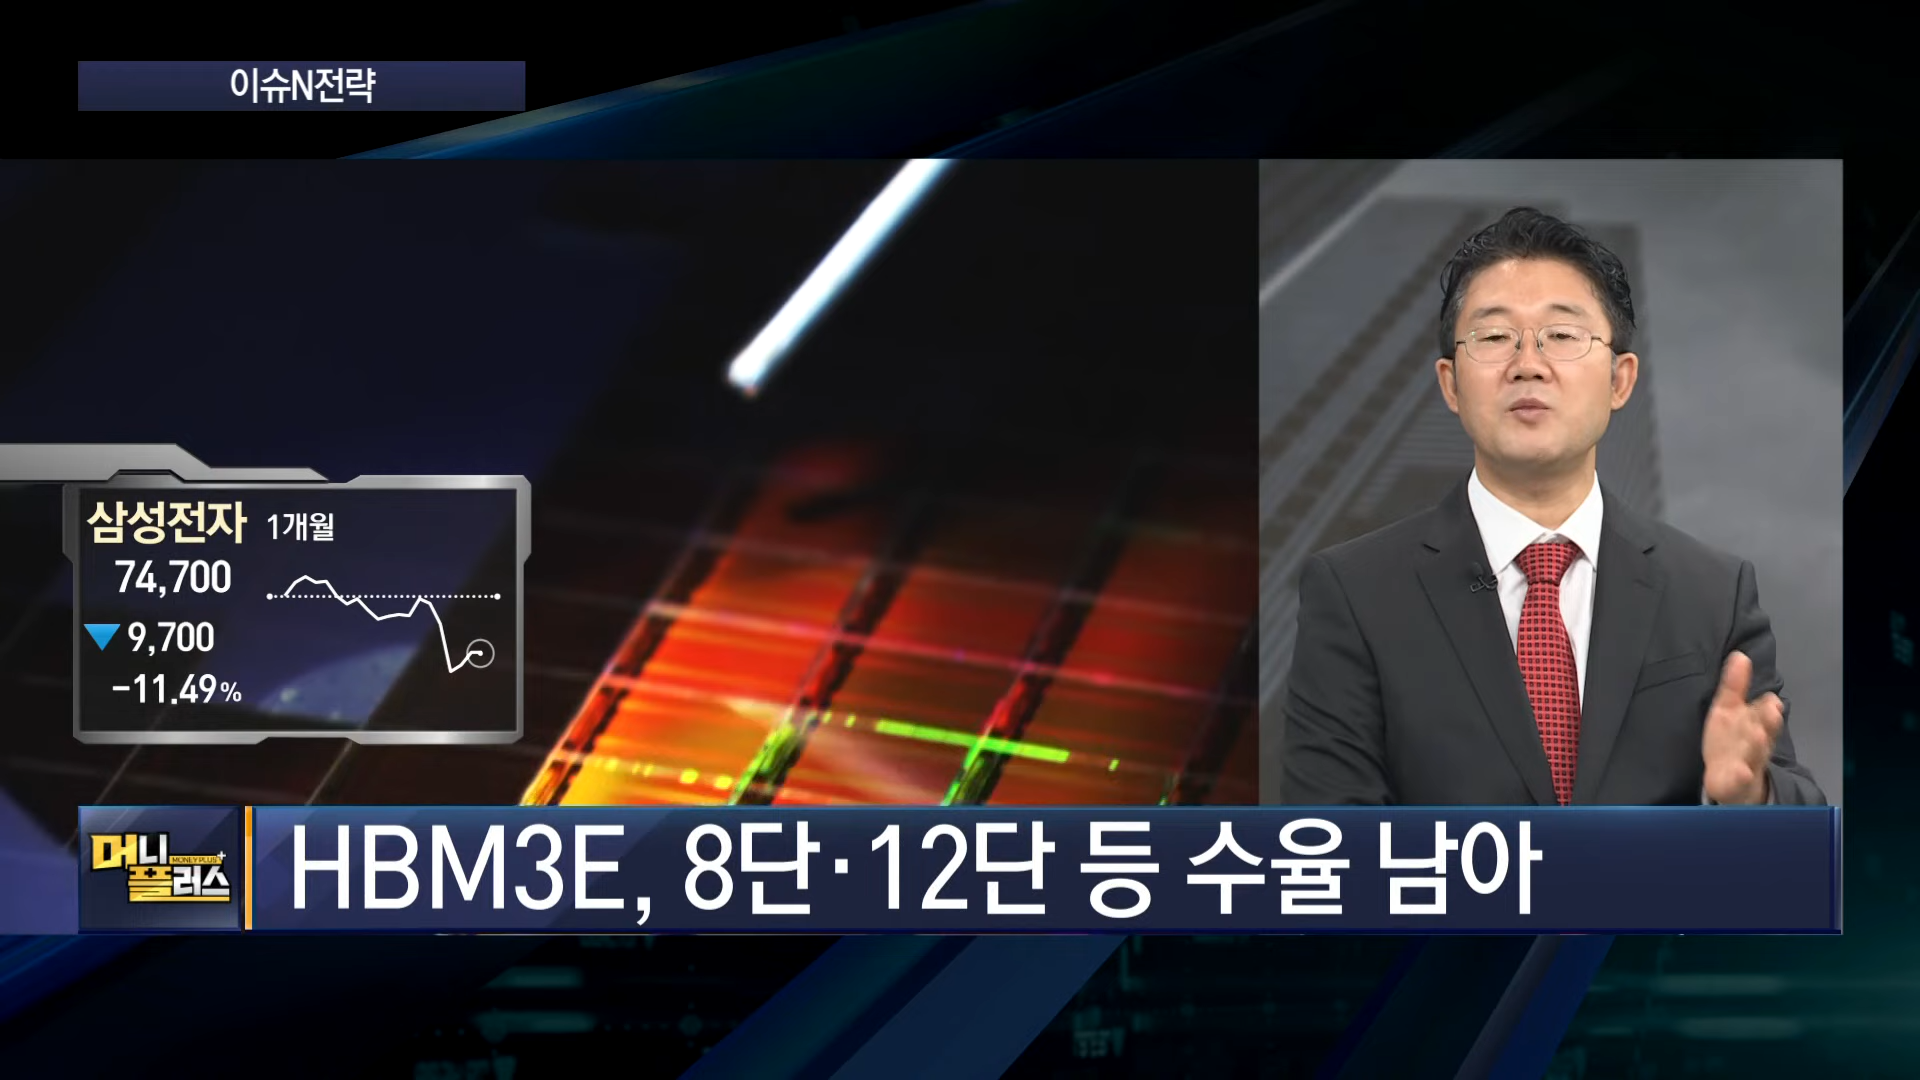 이슈N전략
삼성전자 1개월
74,700
▼ 9,700
-11.49%
머니
MONEY PLUS+
플러스
HBM3E, 8단·12단 등 수율 남아